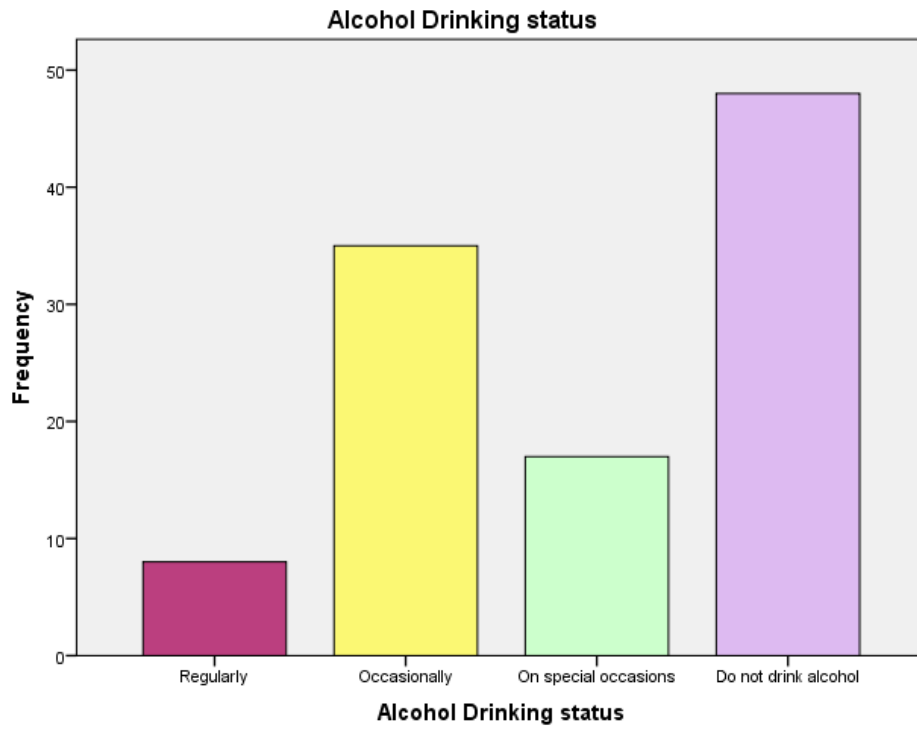 Alcohol Drinking status
50
40
30
20
10
0
Frequency
Regularly
Occasionally
On special occasions
Do not drink alcohol
Alcohol Drinking status